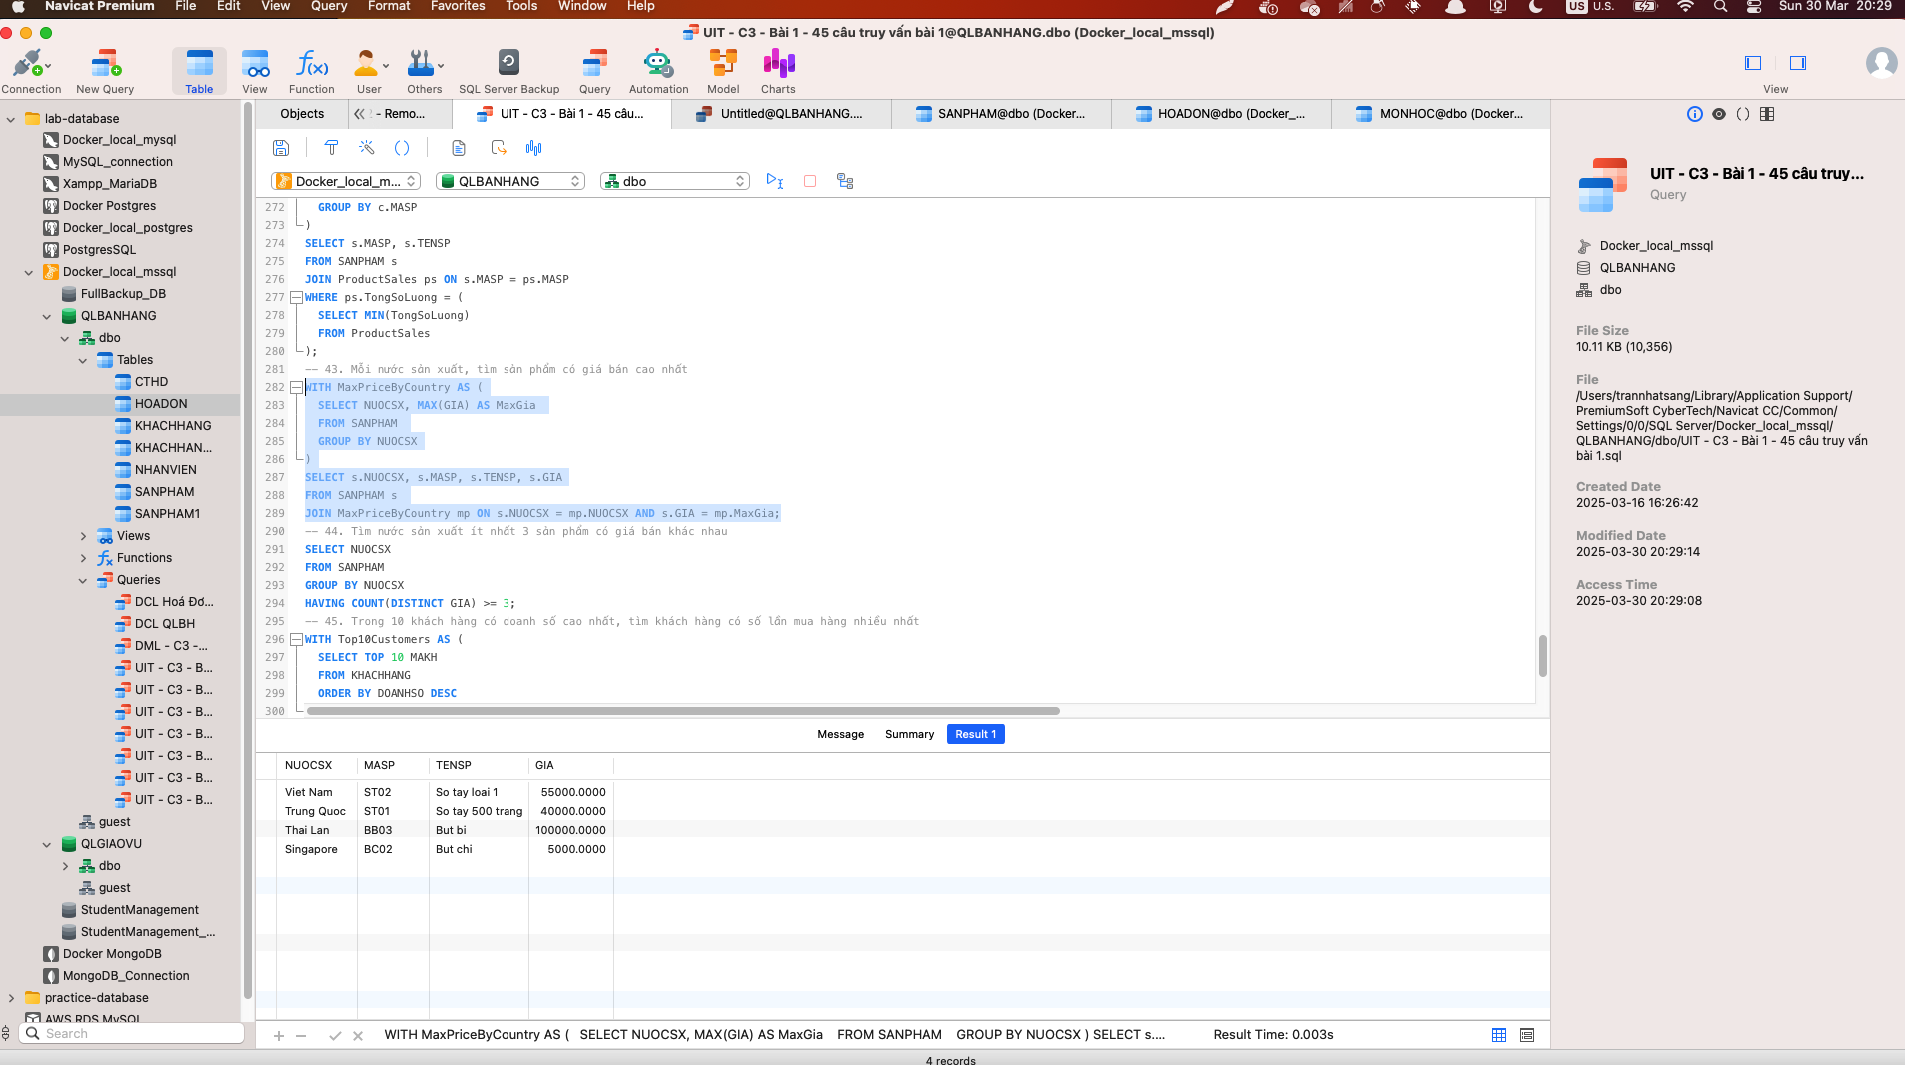 Navicat Premium File Edit View Query Format Favorites Tools Window Help US U.S. Sun 30 Mar 20:29
UIT - C3 - Bài 1 - 45 câu truy vấn bài 1@QLBANHANG.dbo (Docker_local_mssql)
Connection New Query Table View Function User Others SQL Server Backup Query Automation Model Charts View
Objects - Remo... UIT - C3 - Bài 1 - 45 câu... Untitled@QLBANHANG.... SANPHAM@dbo (Docker... HOADON@dbo (Docker_... MONHOC@dbo (Docker...
Docker_local_m... QLBANHANG dbo
lab-database
Docker_local_mysql
MySQL_connection
Xampp_MariaDB
Docker Postgres
Docker_local_postgres
PostgresSQL
Docker_local_mssql
FullBackup_DB
QLBANHANG
dbo
Tables
CTHD
HOADON
KHACHHANG
KHACHHAN...
NHANVIEN
SANPHAM
SANPHAM1
Views
Functions
Queries
DCL Hoá Đơ...
DCL QLBH
DML - C3 -...
UIT - C3 - B...
UIT - C3 - B...
UIT - C3 - B...
UIT - C3 - B...
UIT - C3 - B...
UIT - C3 - B...
UIT - C3 - B...
guest
QLGIAOVU
dbo
guest
StudentManagement
StudentManagement_...
Docker MongoDB
MongoDB_Connection
practice-database
AWS RDS MySQL
Search
272 GROUP BY c.MASP
273 )
274 SELECT s.MASP, s.TENSP
275 FROM SANPHAM s
276 JOIN ProductSales ps ON s.MASP = ps.MASP
277 WHERE ps.TongSoLuong = (
278 SELECT MIN(TongSoLuong)
279 FROM ProductSales
280 );
281 -- 43. Mỗi nước sản xuất, tìm sản phẩm có giá bán cao nhất
282 WITH MaxPriceByCountry AS (
283 SELECT NUOCSX, MAX(GIA) AS MaxGia
284 FROM SANPHAM
285 GROUP BY NUOCSX
286 )
287 SELECT s.NUOCSX, s.MASP, s.TENSP, s.GIA
288 FROM SANPHAM s
289 JOIN MaxPriceByCountry mp ON s.NUOCSX = mp.NUOCSX AND s.GIA = mp.MaxGia;
290 -- 44. Tìm nước sản xuất ít nhất 3 sản phẩm có giá bán khác nhau
291 SELECT NUOCSX
292 FROM SANPHAM
293 GROUP BY NUOCSX
294 HAVING COUNT(DISTINCT GIA) >= 3;
295 -- 45. Trong 10 khách hàng có doanh số cao nhất, tìm khách hàng có số lần mua hàng nhiều nhất
296 WITH Top10Customers AS (
297 SELECT TOP 10 MAKH
298 FROM KHACHHANG
299 ORDER BY DOANHSO DESC
300
Message Summary Result 1
NUOCSX MASP TENSP GIA
Viet Nam ST02 So tay loai 1 55000.0000
Trung Quoc ST01 So tay 500 trang 40000.0000
Thai Lan BB03 But bi 100000.0000
Singapore BC02 But chi 5000.0000
WITH MaxPriceByCountry AS ( SELECT NUOCSX, MAX(GIA) AS MaxGia FROM SANPHAM GROUP BY NUOCSX ) SELECT s.... Result Time: 0.003s
4 records
UIT - C3 - Bài 1 - 45 câu truy...
Query
Docker_local_mssql
QLBANHANG
dbo
File Size
10.11 KB (10,356)
File
/Users/trannhatsang/Library/Application Support/
PremiumSoft CyberTech/Navicat CC/Common/
Settings/0/0/SQL Server/Docker_local_mssql/
QLBANHANG/dbo/UIT - C3 - Bài 1 - 45 câu truy vấn
bài 1.sql
Created Date
2025-03-16 16:26:42
Modified Date
2025-03-30 20:29:14
Access Time
2025-03-30 20:29:08